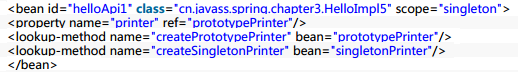 <bean id="helloApi1" class="cn.javass.spring.chapter3.HelloImpl5" scope="singleton">
<property name="printer" ref="prototypePrinter"/>
<lookup-method name="createPrototypePrinter" bean="prototypePrinter"/>
<lookup-method name="createSingletonPrinter" bean="singletonPrinter"/>
</bean>